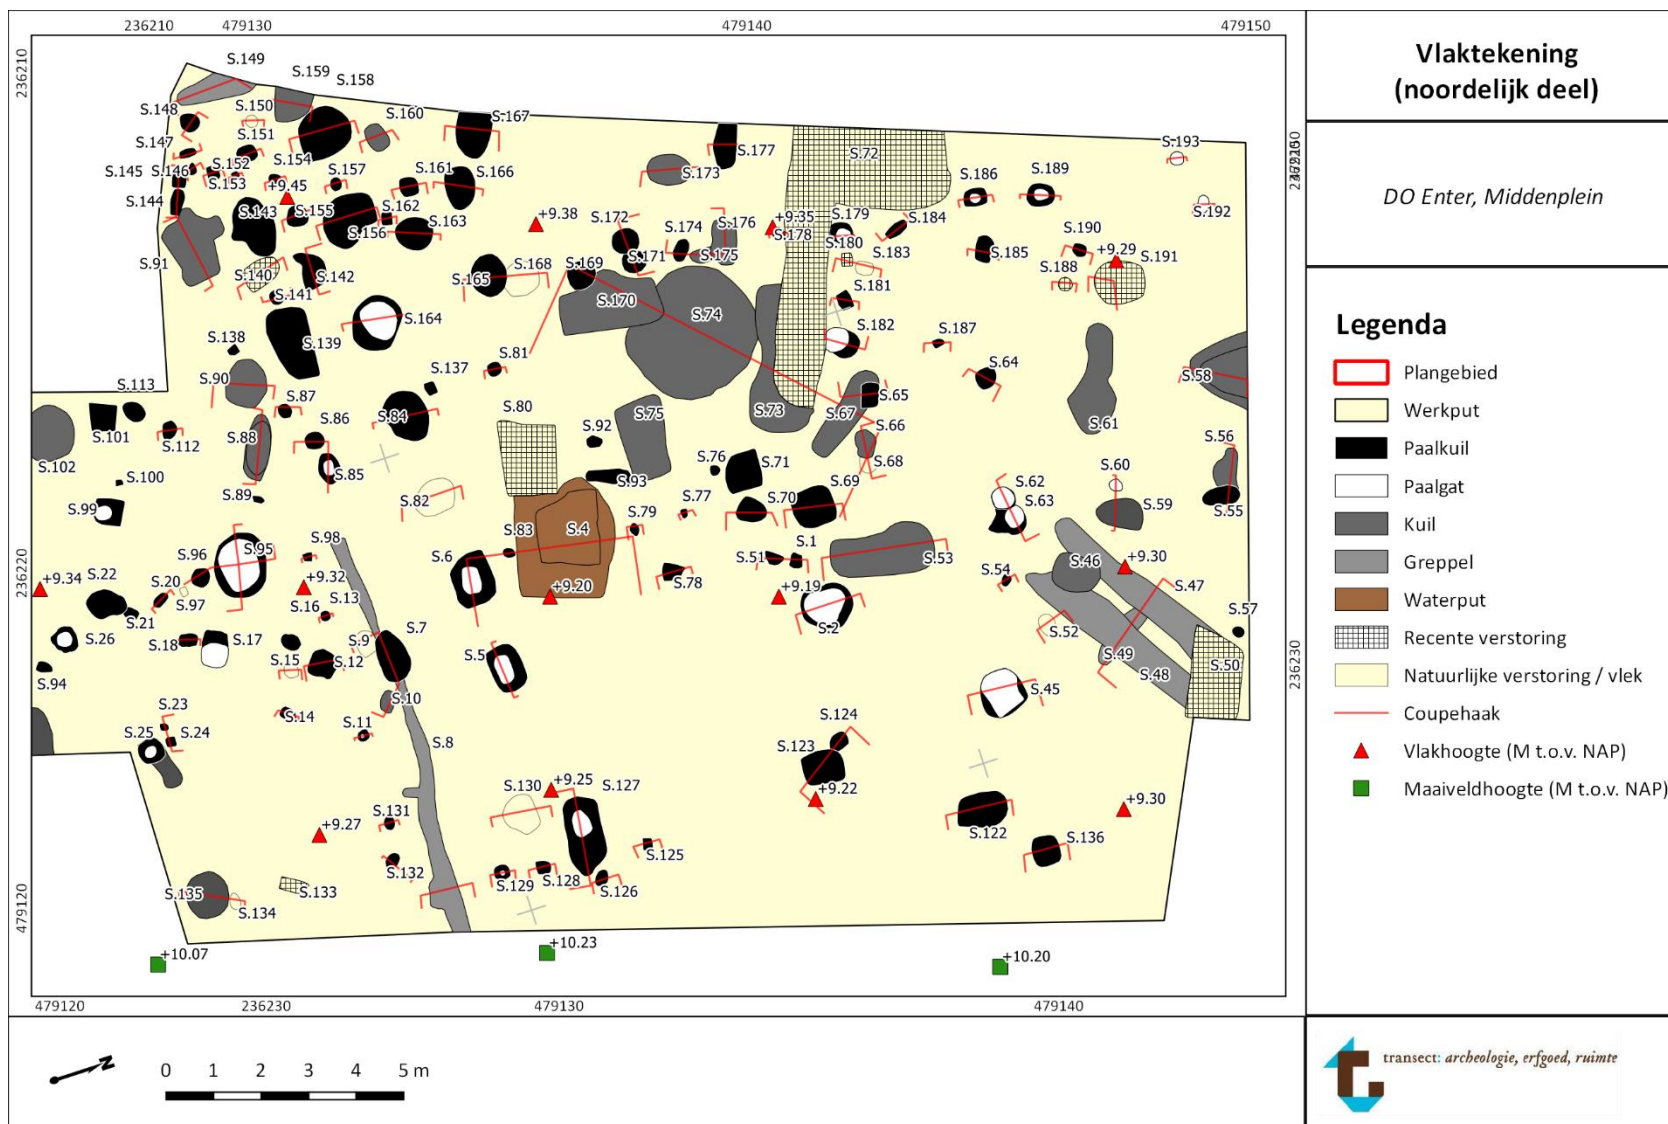 236210
479130
479140
479150
236210
S.149
S.159
S.158
S.148
S.150
S.160
S.167
S.151
S.147
S.177
S.72
S.193
S.145
S.146
S.152
S.154
S.157
S.161
S.166
S.173
S.153
S.186
S.189
+9.45
S.144
S.143
S.155
S.162
S.163
+9.38
S.172
S.174
S.176
+9.35
S.178
S.179
S.184
S.192
S.156
S.180
S.183
S.185
S.190
+9.29
S.191
S.91
S.140
S.142
S.165
S.168
S.169
S.171
S.175
S.188
S.141
S.170
S.74
S.181
S.164
S.182
S.138
S.139
S.187
S.81
S.64
S.137
S.58
S.113
S.90
S.87
S.86
S.84
S.80
S.75
S.73
S.67
S.65
S.61
S.101
S.112
S.88
S.92
S.66
S.56
S.102
S.85
S.76
S.71
S.68
S.100
S.93
S.69
S.62
S.60
S.89
S.82
S.77
S.70
S.63
S.59
S.55
S.99
S.79
S.83
S.4
S.98
S.96
S.95
S.6
S.51
S.1
S.53
S.46
+9.30
S.54
S.78
+9.34
S.22
S.20
+9.32
+9.20
+9.19
S.47
S.97
S.16
S.13
S.21
S.2
S.57
S.26
S.18
S.17
S.9
S.7
S.52
S.15
S.12
S.5
S.49
S.50
S.94
S.48
S.45
S.23
S.14
S.10
S.25
S.24
S.11
S.8
S.124
S.123
+9.25
S.130
S.127
+9.22
+9.30
S.131
S.122
+9.27
S.136
S.125
S.132
S.129
S.128
S.126
S.135
S.133
S.134
+10.07
+10.23
+10.20
236220
479120
236230
479120
236230
479130
479140
N
0 1 2 3 4 5 m
Vlaktekening
(noordelijk deel)
DO Enter, Middenplein
Legenda
Plangebied
Werkput
Paalkuil
Paalgat
Kuil
Greppel
Waterput
Recente verstoring
Natuurlijke verstoring / vlek
Coupehaak
Vlakhoogte (M t.o.v. NAP)
Maaiveldhoogte (M t.o.v. NAP)
transect: archeologie, erfgoed, ruimte